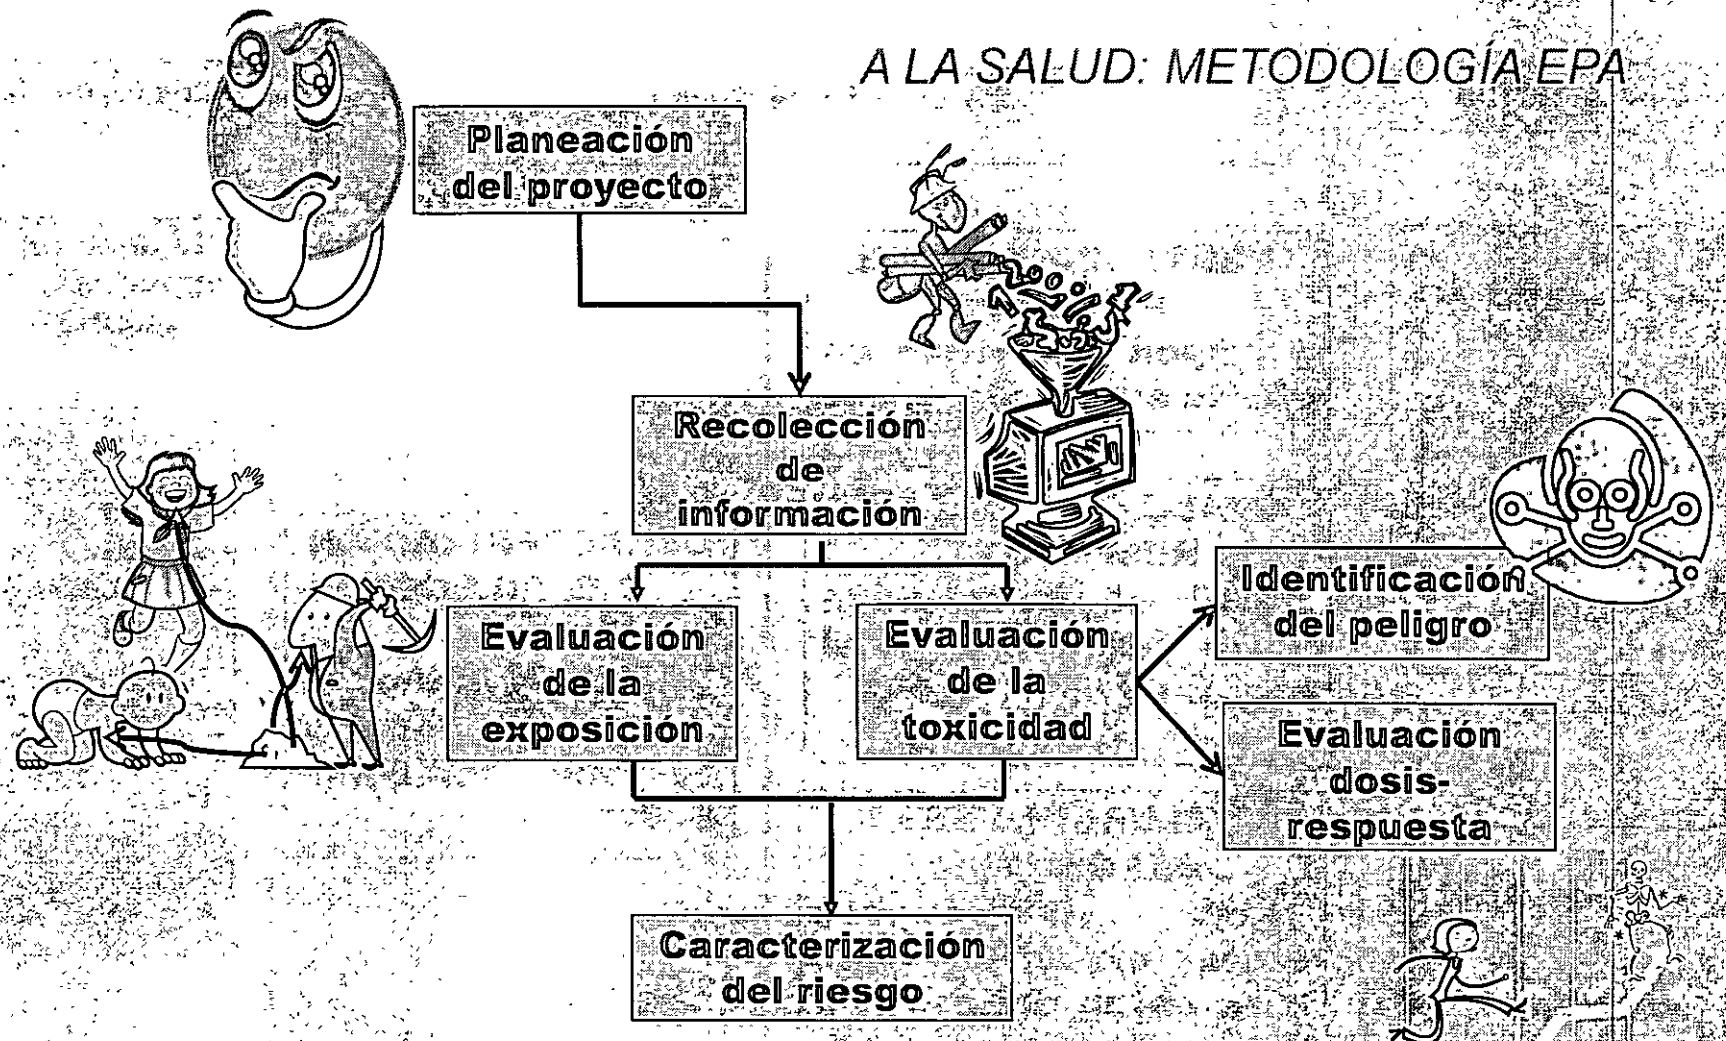 A LA SALUD: METODOLOGÍA EPA
Planeación
del proyecto
Recolección
de
información
Evaluación
de la
exposición
Evaluación
de la
toxicidad
Identificación
del peligro
Evaluación
dosis-
respuesta
Caracterización
del riesgo